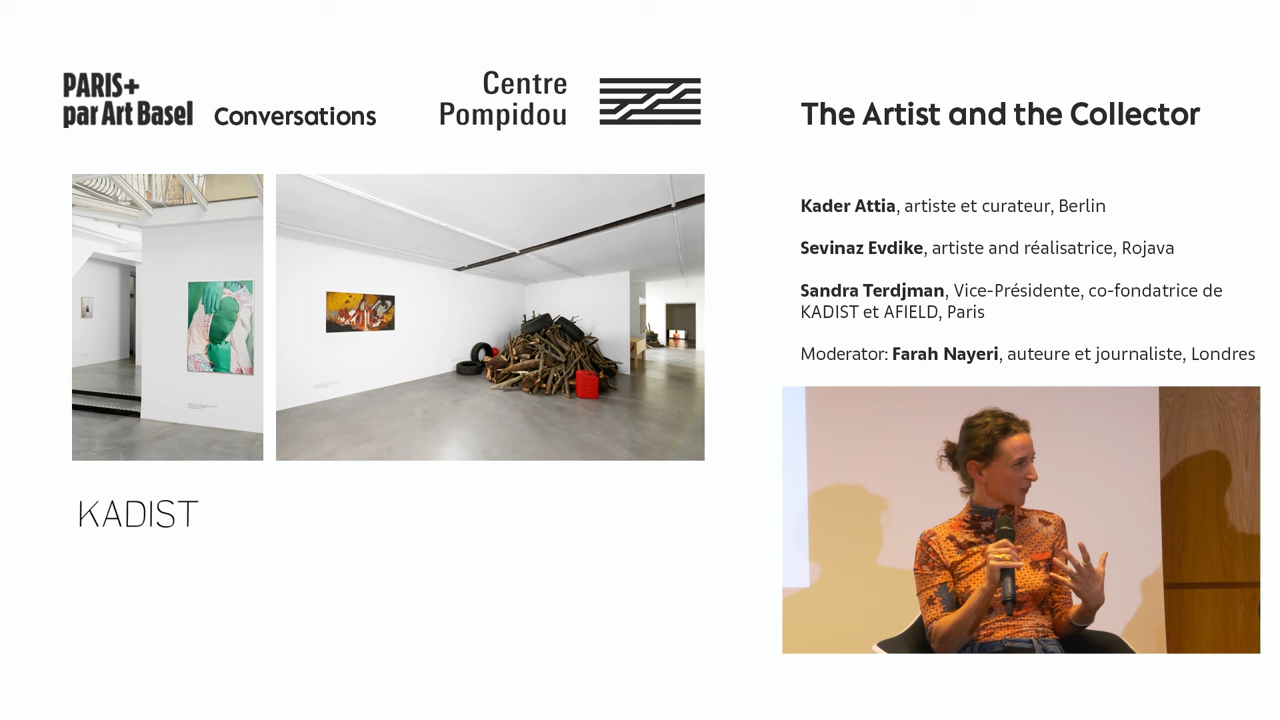 PARIS+
par Art Basel
Conversations
Centre
Pompidou
The Artist and the Collector
Kader Attia, artiste et curateur, Berlin
Sevinaz Evdike, artiste and réalisatrice, Rojava
Sandra Terdjman, Vice-Présidente, co-fondatrice de
KADIST et AFIELD, Paris
Moderator: Farah Nayeri, auteure et journaliste, Londres
KADIST